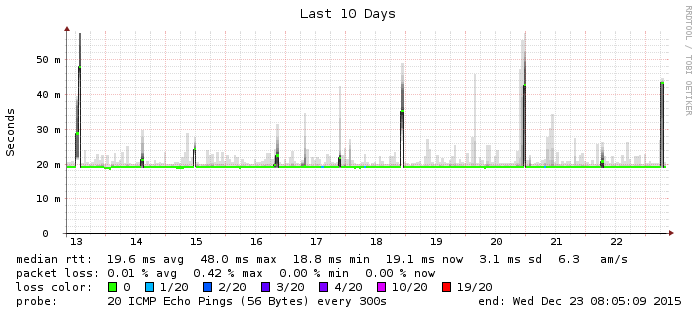 Last 10 Days
RRDTOOL / TOBI OETIKER
Seconds
50 m
40 m
30 m
20 m
10 m
0
13 14 15 16 17 18 19 20 21 22
median rtt: 19.6 ms avg 48.0 ms max 18.8 ms min 19.1 ms now 3.1 ms sd 6.3 am/s
packet loss: 0.01 % avg 0.42 % max 0.00 % min 0.00 % now
loss color: 0 1/20 2/20 3/20 4/20 10/20 19/20
probe: 20 ICMP Echo Pings (56 Bytes) every 300s end: Wed Dec 23 08:05:09 2015